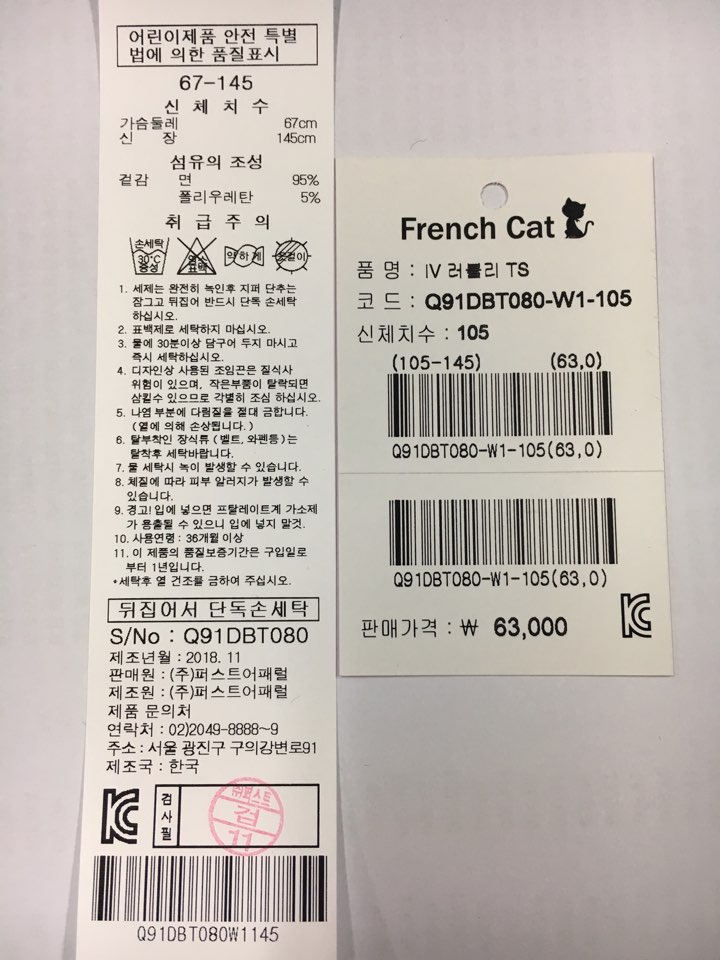 어린이제품 안전 특별
법에 의한 품질표시
67-145
신 체 치 수
가슴둘레 67cm
신 장 145cm
섬유의 조성
겉감 면 95%
폴리우레탄 5%
취 급 주 의
손세탁 30℃ 중성 염소 표백 약하게 옷걸이
1. 세제는 완전히 녹인후 지퍼 단추는
잠그고 뒤집어 반드시 단독 손세탁
하십시오.
2. 표백제로 세탁하지 마십시오.
3. 물에 30분이상 담구어 두지 마시고
즉시 세탁하십시오.
4. 디자인상 사용된 조임끈은 질식사
위험이 있으며, 작은부품이 탈락되면
삼킬수 있으므로 각별히 조심 하십시오.
5. 나염 부분에 다림질을 절대 금합니다.
(열에 의해 손상됩니다.)
6. 탈부착인 장식류(벨트, 와펜등)는
탈착후 세탁바랍니다.
7. 물 세탁시 녹이 발생할 수 있습니다.
8. 체질에 따라 피부 알러지가 발생할 수
있습니다.
9. 경고! 입에 넣으면 프탈레이트계 가소제
가 용출될 수 있으니 입에 넣지 말것.
10. 사용연령 : 36개월 이상
11. 이 제품의 품질보증기간은 구입일로
부터 1년입니다.
*세탁후 열 건조를 금하여 주십시오.
뒤집어서 단독손세탁
S/No : Q91DBT080
제조년월 : 2018. 11
판매원 : (주)퍼스트어패럴
제조원 : (주)퍼스트어패럴
제품 문의처
연락처 : 02)2049-8888~9
주소 : 서울 광진구 구의강변로91
제조국 : 한국
KC 검사필 ㈜퍼스트 검 11
Q91DBT080W1145
French Cat
품 명 : IV 러블리 TS
코 드 : Q91DBT080-W1-105
신체치수 : 105
(105-145) (63,0)
Q91DBT080-W1-105(63,0)
Q91DBT080-W1-105(63,0)
판매가격 : ₩ 63,000 KC